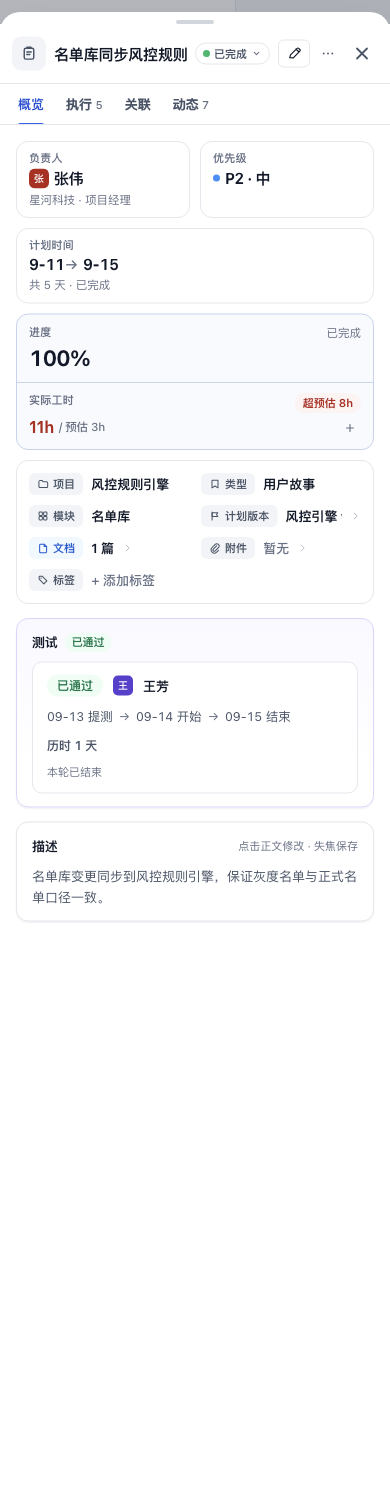 名单库同步风控规则 已完成 ···
概览 执行 5 关联 动态 7
负责人
张 张伟
星河科技 · 项目经理
优先级
P2 · 中
计划时间
9-11→ 9-15
共 5 天 · 已完成
进度 已完成
100%
实际工时 超预估 8h
11h / 预估 3h +
项目 风控规则引擎 类型 用户故事
模块 名单库 计划版本 风控引擎
文档 1 篇 附件 暂无
标签 + 添加标签
测试 已通过
已通过 王 王芳
09-13 提测 → 09-14 开始 → 09-15 结束
历时 1 天
本轮已结束
描述 点击正文修改 · 失焦保存
名单库变更同步到风控规则引擎，保证灰度名单与正式名
单口径一致。